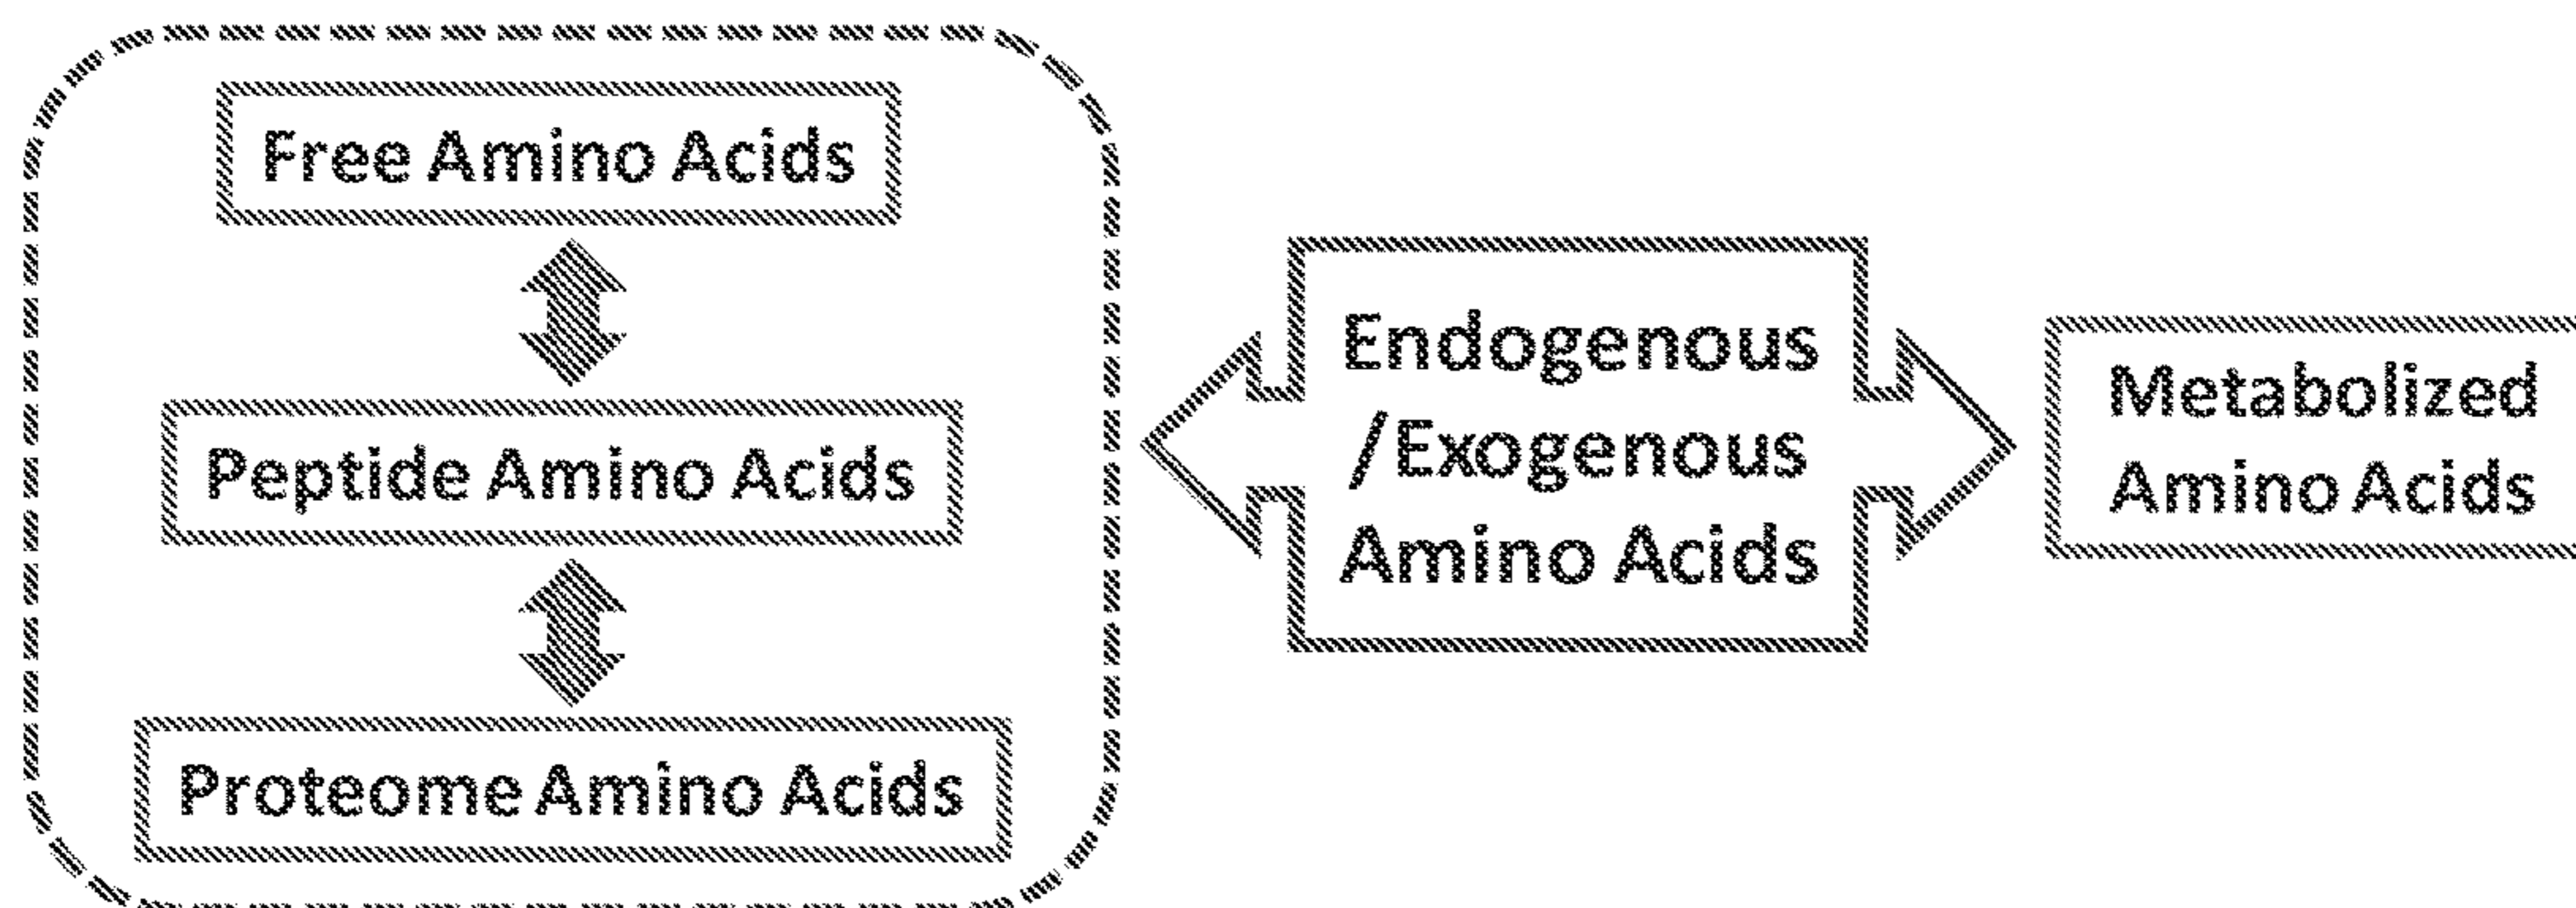 Free Amino Acids
Peptide Amino Acids
Proteome Amino Acids
Endogenous
/Exogenous
Amino Acids
Metabolized
Amino Acids